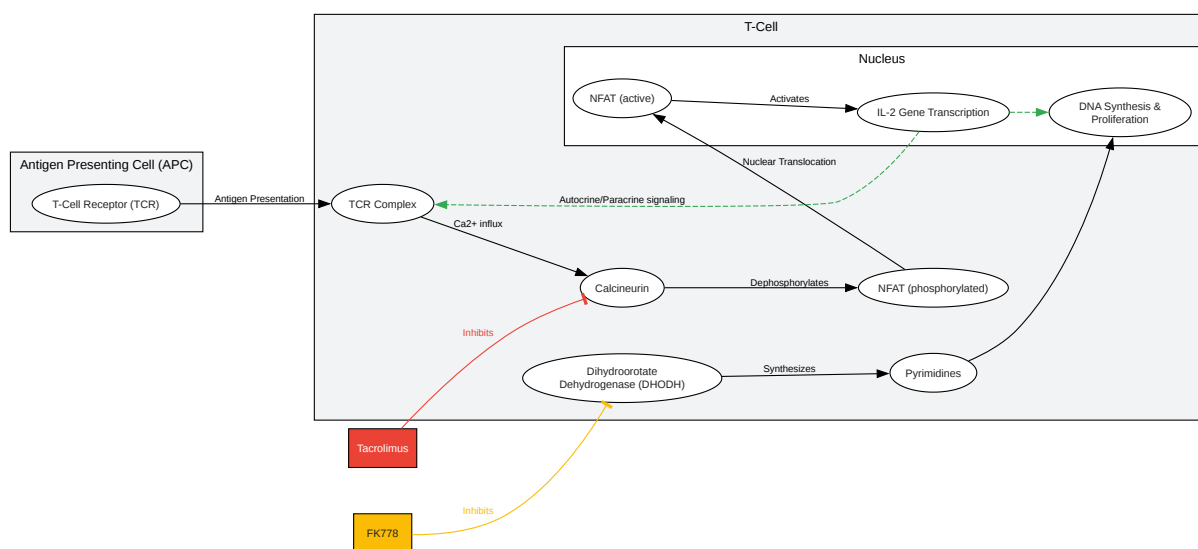 T-Cell
Nucleus
NFAT (active)
Activates
IL-2 Gene Transcription
DNA Synthesis &
Proliferation
Antigen Presenting Cell (APC)
T-Cell Receptor (TCR)
Antigen Presentation
TCR Complex
Nuclear Translocation
Autocrine/Paracrine signaling
Ca2+ influx
Calcineurin
Dephosphorylates
NFAT (phosphorylated)
Inhibits
Dihydroorotate
Dehydrogenase (DHODH)
Synthesizes
Pyrimidines
Tacrolimus
Inhibits
FK778